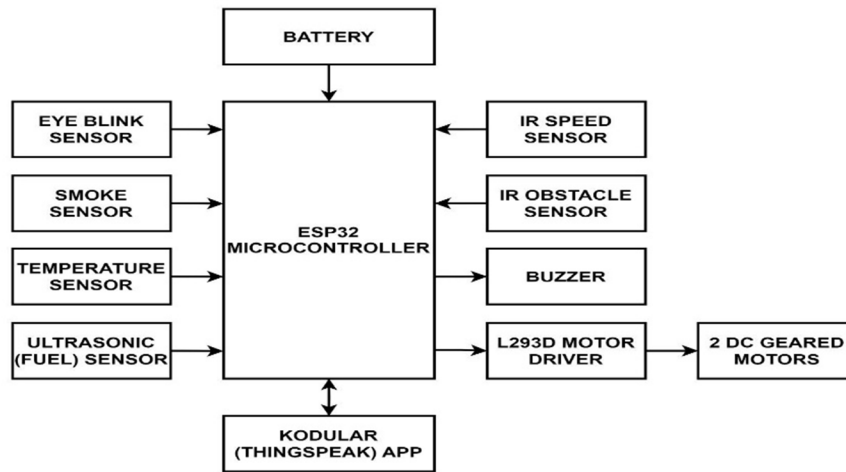 BATTERY
EYE BLINK
SENSOR
SMOKE
SENSOR
TEMPERATURE
SENSOR
ULTRASONIC
(FUEL) SENSOR
ESP32
MICROCONTROLLER
IR SPEED
SENSOR
IR OBSTACLE
SENSOR
BUZZER
L293D MOTOR
DRIVER
2 DC GEARED
MOTORS
KODULAR
(THINGSPEAK) APP